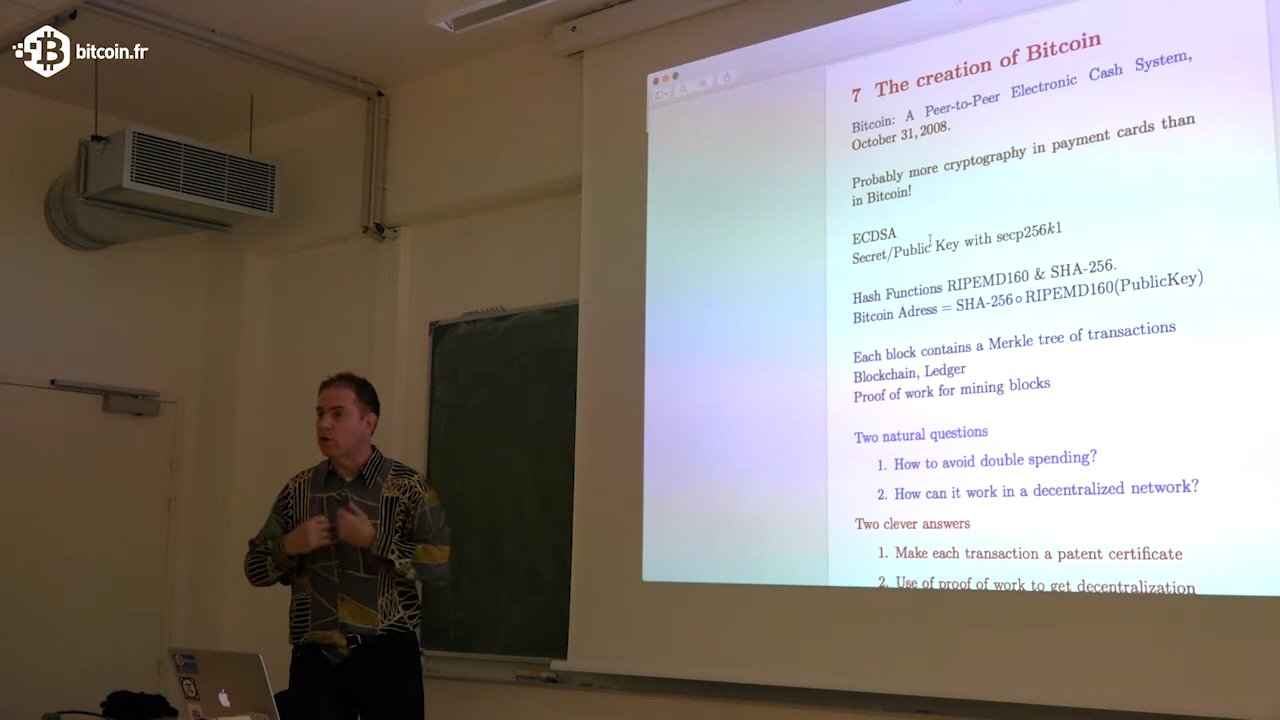 bitcoin.fr
7 The creation of Bitcoin
Bitcoin: A Peer-to-Peer Electronic Cash System,
October 31, 2008.
Probably more cryptography in payment cards than
in Bitcoin!
ECDSA
Secret/Public Key with secp256k1
Hash Functions RIPEMD160 & SHA-256.
Bitcoin Adress = SHA-256∘RIPEMD160(PublicKey)
Each block contains a Merkle tree of transactions
Blockchain, Ledger
Proof of work for mining blocks
Two natural questions
1. How to avoid double spending?
2. How can it work in a decentralized network?
Two clever answers
1. Make each transaction a patent certificate
2. Use of proof of work to get decentralization